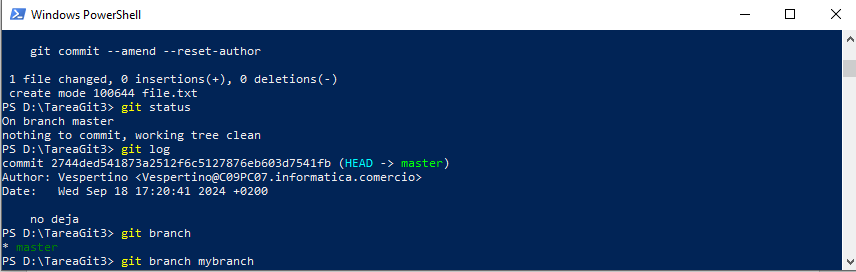 Windows PowerShell
git commit --amend --reset-author
1 file changed, 0 insertions(+), 0 deletions(-)
create mode 100644 file.txt
PS D:\TareaGit3> git status
On branch master
nothing to commit, working tree clean
PS D:\TareaGit3> git log
commit 2744ded541873a2512f6c5127876eb603d7541fb (HEAD -> master)
Author: Vespertino <Vespertino@C09PC07.informatica.comercio>
Date:   Wed Sep 18 17:20:41 2024 +0200
no deja
PS D:\TareaGit3> git branch
* master
PS D:\TareaGit3> git branch mybranch